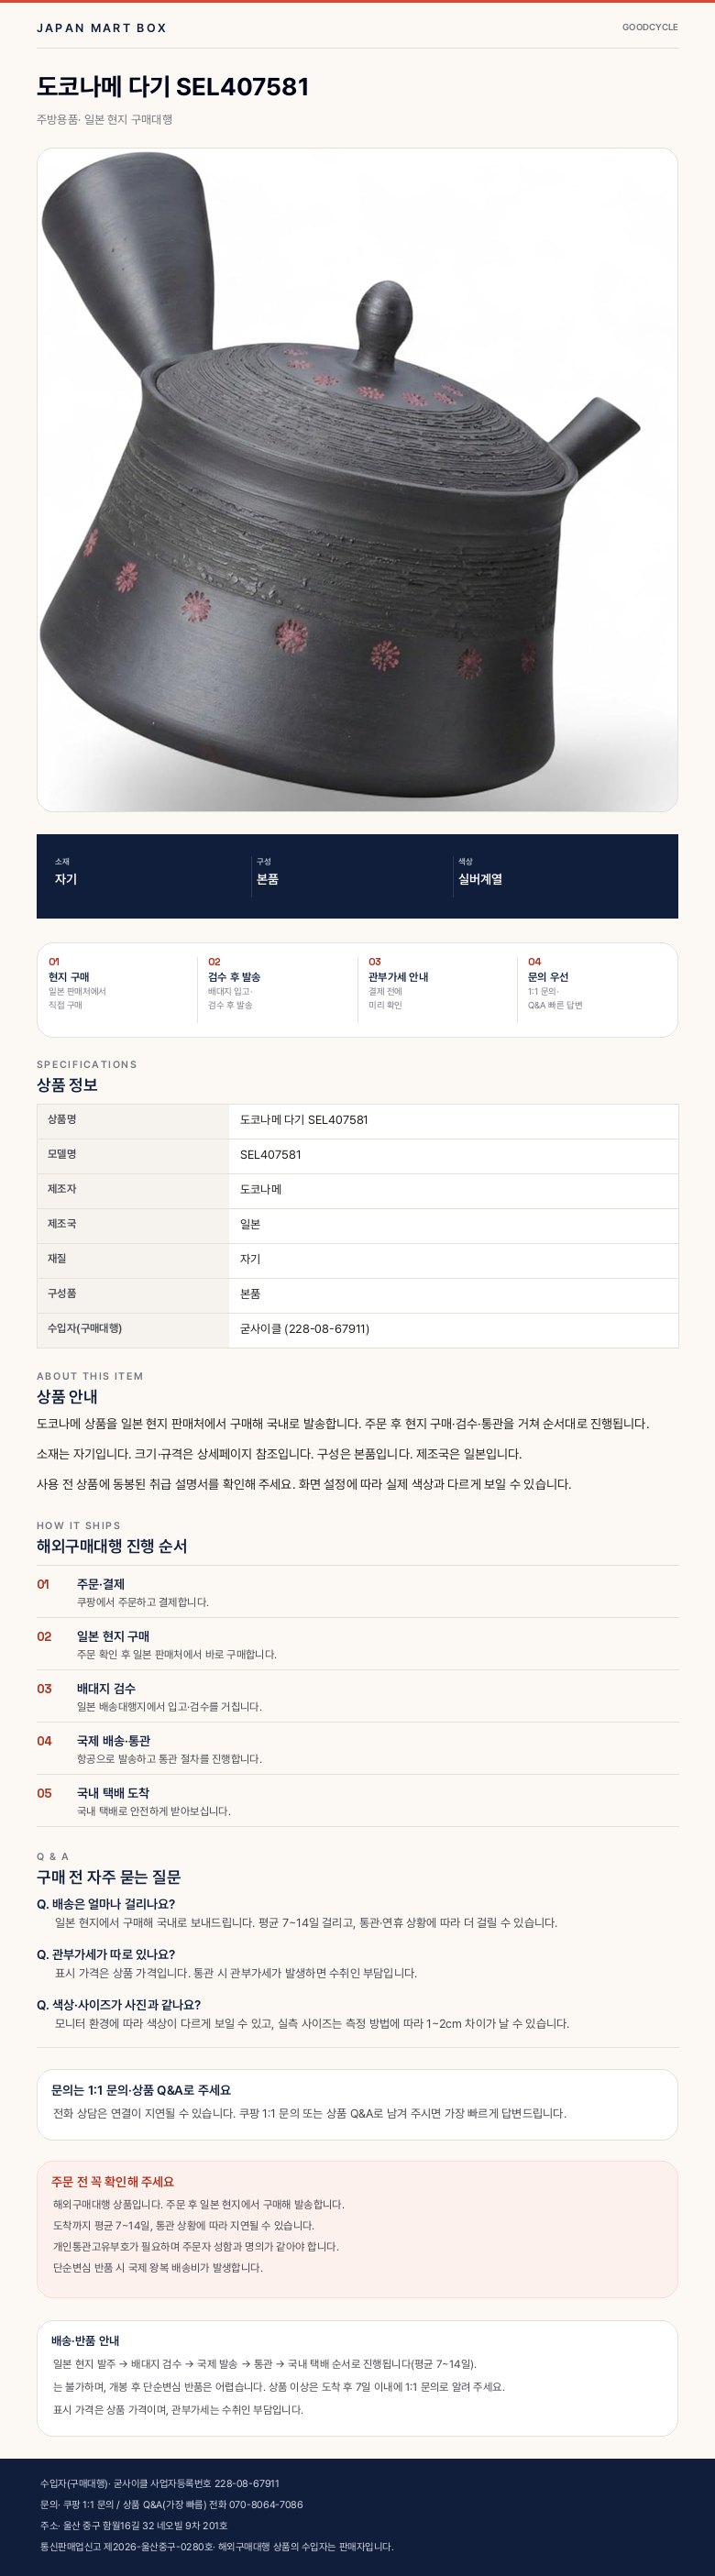 JAPAN MART BOX
GOODCYCLE
도코나메 다기 SEL407581
주방용품· 일본 현지 구매대행
소재
자기
구성
본품
색상
실버계열
01
현지 구매
일본 판매처에서
직접 구매
02
검수 후 발송
배대지 입고·
검수 후 발송
03
관부가세 안내
결제 전에
미리 확인
04
문의 우선
1:1 문의·
Q&A 빠른 답변
SPECIFICATIONS
상품 정보
상품명 도코나메 다기 SEL407581
모델명 SEL407581
제조자 도코나메
제조국 일본
재질 자기
구성품 본품
수입자(구매대행) 굳사이클 (228-08-67911)
ABOUT THIS ITEM
상품 안내
도코나메 상품을 일본 현지 판매처에서 구매해 국내로 발송합니다. 주문 후 현지 구매·검수·통관을 거쳐 순서대로 진행됩니다.
소재는 자기입니다. 크기·규격은 상세페이지 참조입니다. 구성은 본품입니다. 제조국은 일본입니다.
사용 전 상품에 동봉된 취급 설명서를 확인해 주세요. 화면 설정에 따라 실제 색상과 다르게 보일 수 있습니다.
HOW IT SHIPS
해외구매대행 진행 순서
01 주문·결제
쿠팡에서 주문하고 결제합니다.
02 일본 현지 구매
주문 확인 후 일본 판매처에서 바로 구매합니다.
03 배대지 검수
일본 배송대행지에서 입고·검수를 거칩니다.
04 국제 배송·통관
항공으로 발송하고 통관 절차를 진행합니다.
05 국내 택배 도착
국내 택배로 안전하게 받아보십니다.
Q & A
구매 전 자주 묻는 질문
Q. 배송은 얼마나 걸리나요?
일본 현지에서 구매해 국내로 보내드립니다. 평균 7~14일 걸리고, 통관·연휴 상황에 따라 더 걸릴 수 있습니다.
Q. 관부가세가 따로 있나요?
표시 가격은 상품 가격입니다. 통관 시 관부가세가 발생하면 수취인 부담입니다.
Q. 색상·사이즈가 사진과 같나요?
모니터 환경에 따라 색상이 다르게 보일 수 있고, 실측 사이즈는 측정 방법에 따라 1~2cm 차이가 날 수 있습니다.
문의는 1:1 문의·상품 Q&A로 주세요
전화 상담은 연결이 지연될 수 있습니다. 쿠팡 1:1 문의 또는 상품 Q&A로 남겨 주시면 가장 빠르게 답변드립니다.
주문 전 꼭 확인해 주세요
해외구매대행 상품입니다. 주문 후 일본 현지에서 구매해 발송합니다.
도착까지 평균 7~14일, 통관 상황에 따라 지연될 수 있습니다.
개인통관고유부호가 필요하며 주문자 성함과 명의가 같아야 합니다.
단순변심 반품 시 국제 왕복 배송비가 발생합니다.
배송·반품 안내
일본 현지 발주 → 배대지 검수 → 국제 발송 → 통관 → 국내 택배 순서로 진행됩니다(평균 7~14일).
는 불가하며, 개봉 후 단순변심 반품은 어렵습니다. 상품 이상은 도착 후 7일 이내에 1:1 문의로 알려 주세요.
표시 가격은 상품 가격이며, 관부가세는 수취인 부담입니다.
수입자(구매대행)· 굳사이클 사업자등록번호 228-08-67911
문의· 쿠팡 1:1 문의 / 상품 Q&A(가장 빠름) 전화 070-8064-7086
주소· 울산 중구 함월16길 32 네오빌 9차 201호
통신판매업신고 제2026-울산중구-0280호· 해외구매대행 상품의 수입자는 판매자입니다.